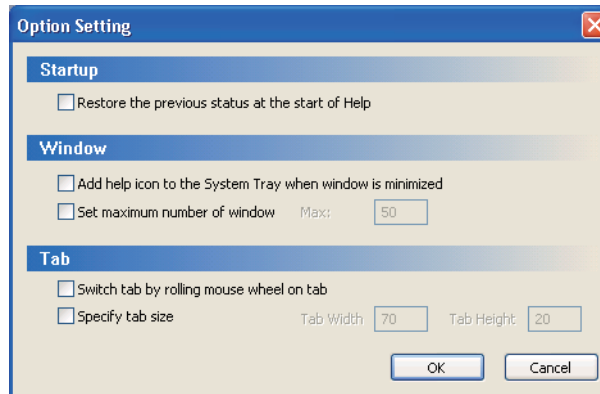 Option Setting
Startup
Restore the previous status at the start of Help
Window
Add help icon to the System Tray when window is minimized
Set maximum number of window Max: 50
Tab
Switch tab by rolling mouse wheel on tab
Specify tab size Tab Width 70 Tab Height 20
OK Cancel